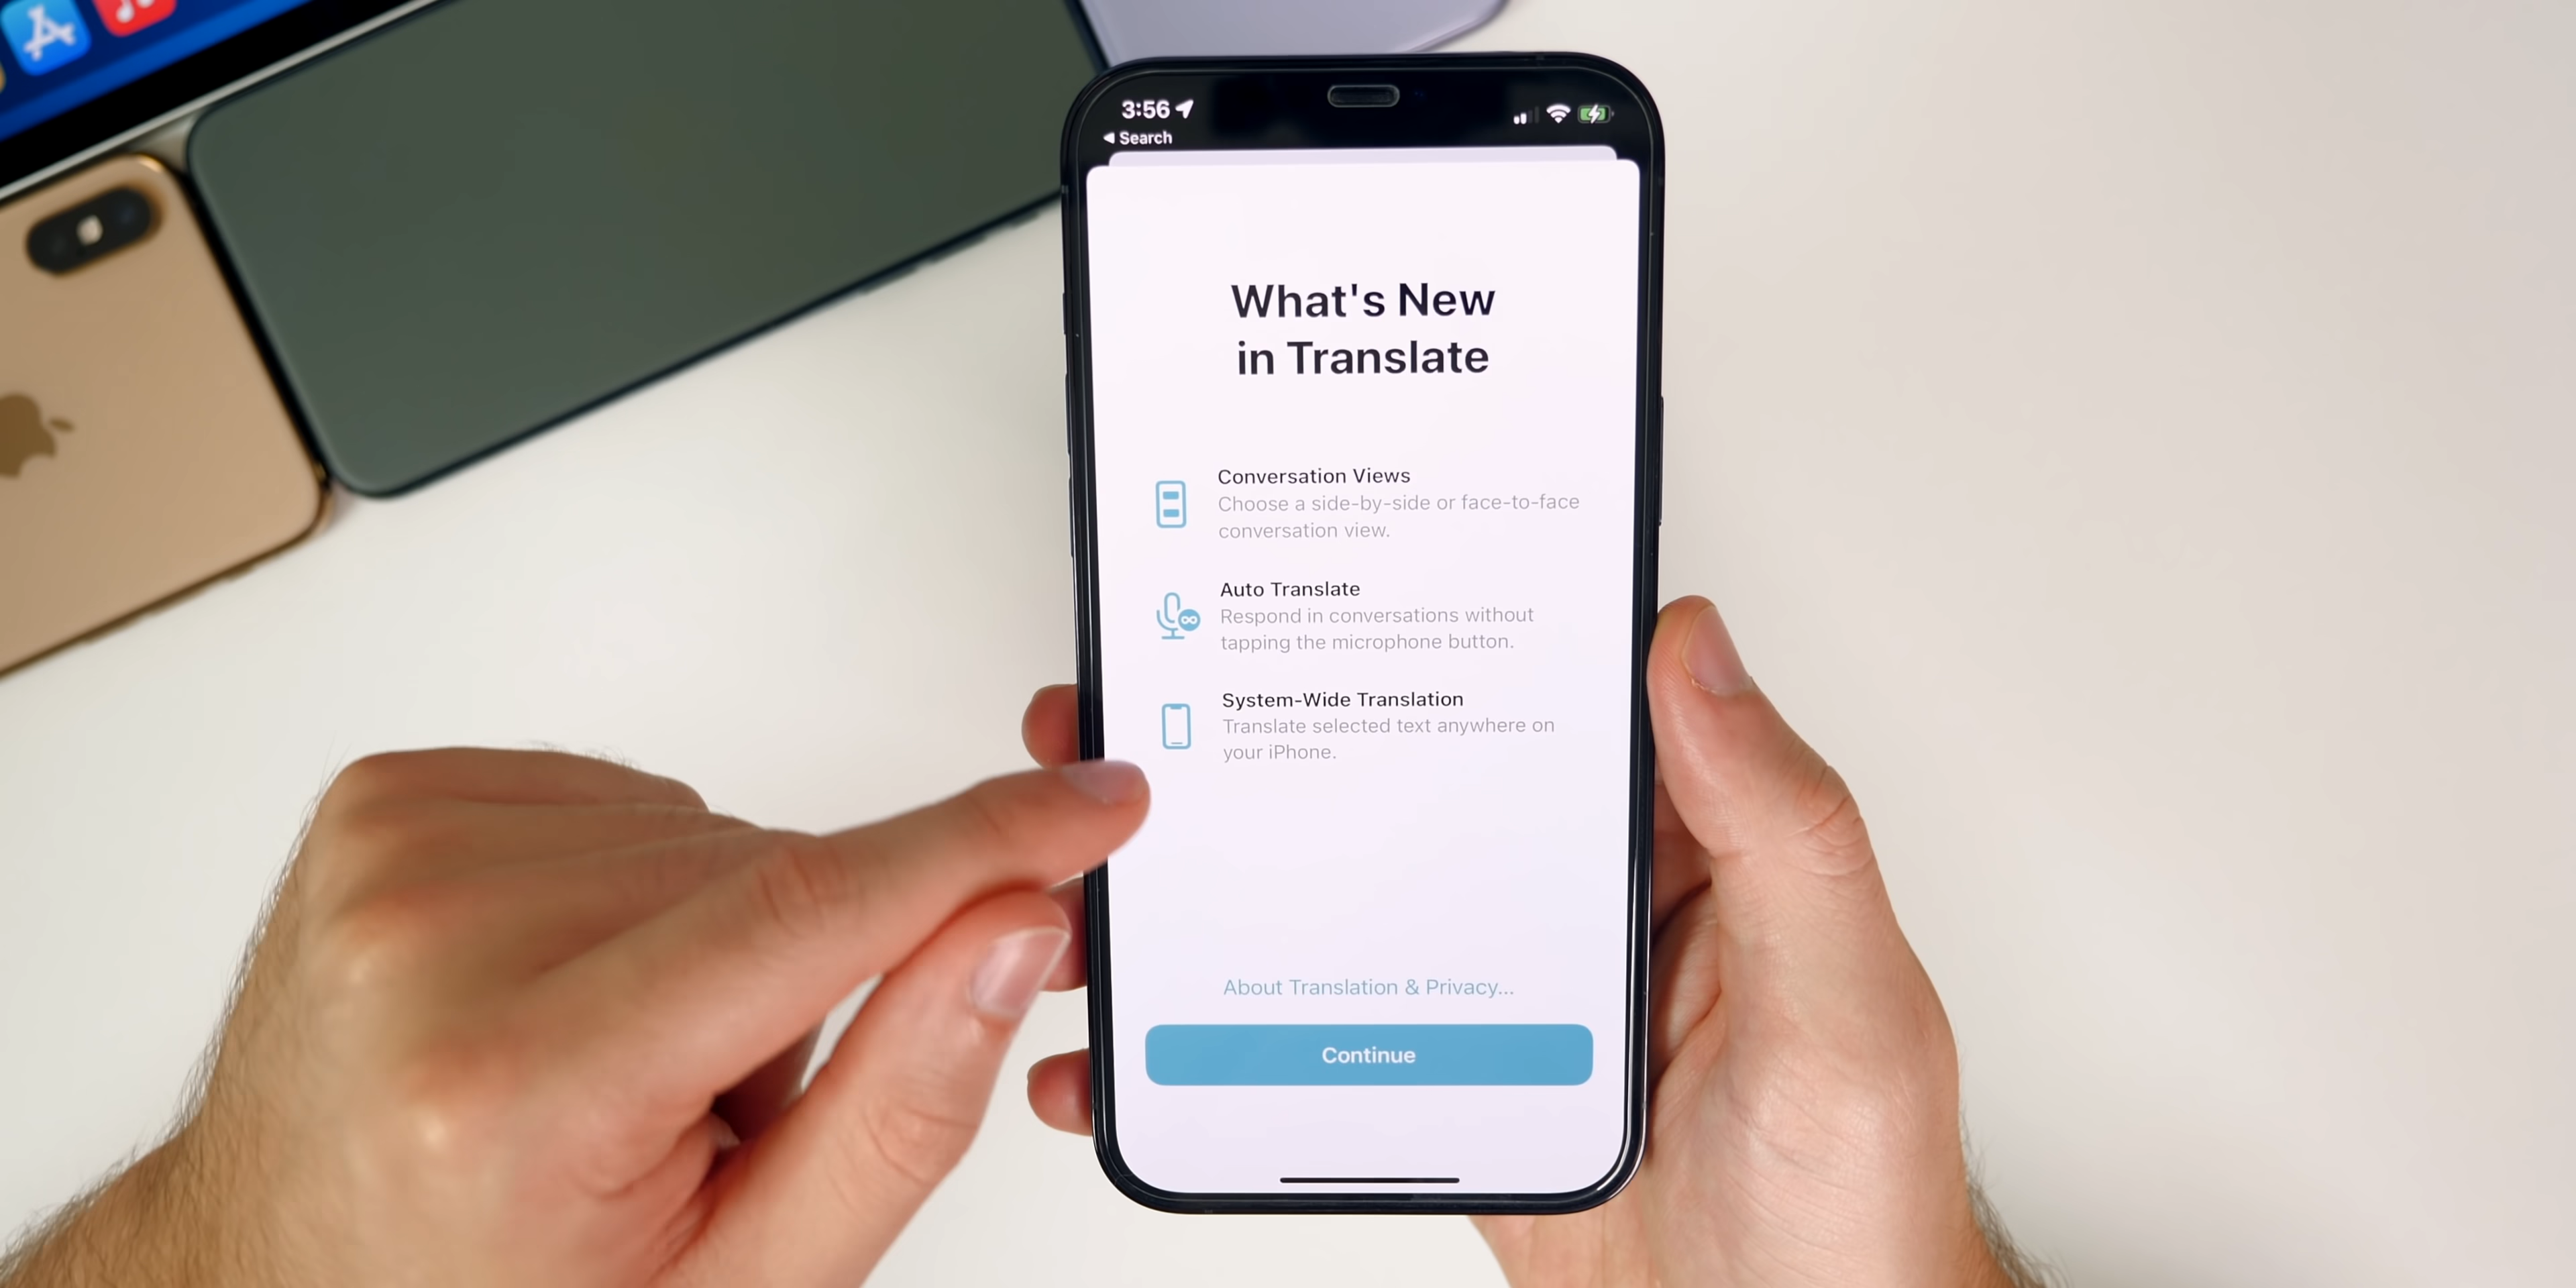 3:56
Search
What's New
in Translate
Conversation Views
Choose a side-by-side or face-to-face
conversation view.
Auto Translate
Respond in conversations without
tapping the microphone button.
System-Wide Translation
Translate selected text anywhere on
your iPhone.
About Translation & Privacy...
Continue